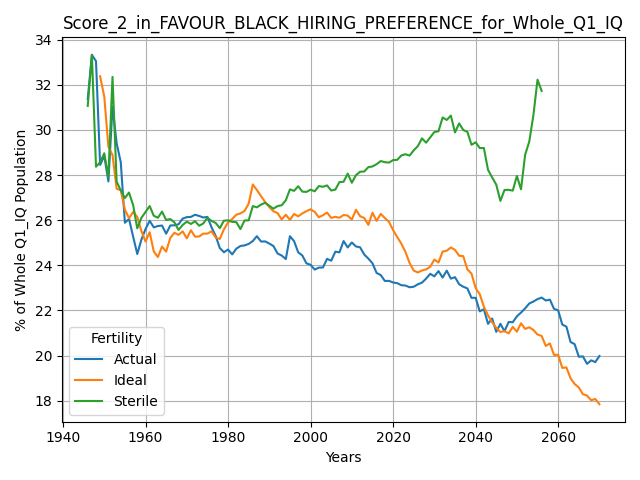 Score_2_in_FAVOUR_BLACK_HIRING_PREFERENCE_for_Whole_Q1_IQ
34
32
30
28
26
24
22
20
18
% of Whole Q1_IQ Population
Fertility
Actual
Ideal
Sterile
1940
1960
1980
2000
2020
2040
2060
Years